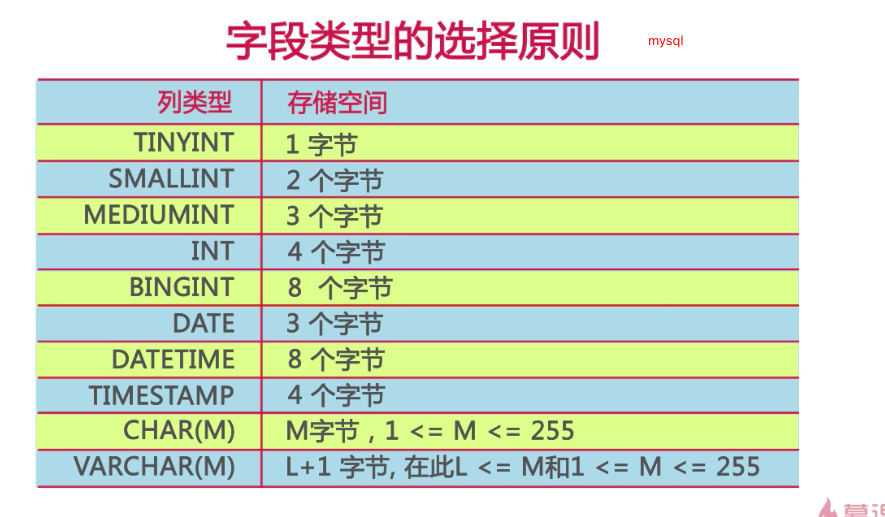 字段类型的选择原则 mysql
列类型 存储空间
TINYINT 1 字节
SMALLINT 2 个字节
MEDIUMINT 3 个字节
INT 4 个字节
BINGINT 8 个字节
DATE 3 个字节
DATETIME 8 个字节
TIMESTAMP 4 个字节
CHAR(M) M字节 , 1 <= M <= 255
VARCHAR(M) L+1 字节, 在此L <= M和1 <= M <= 255